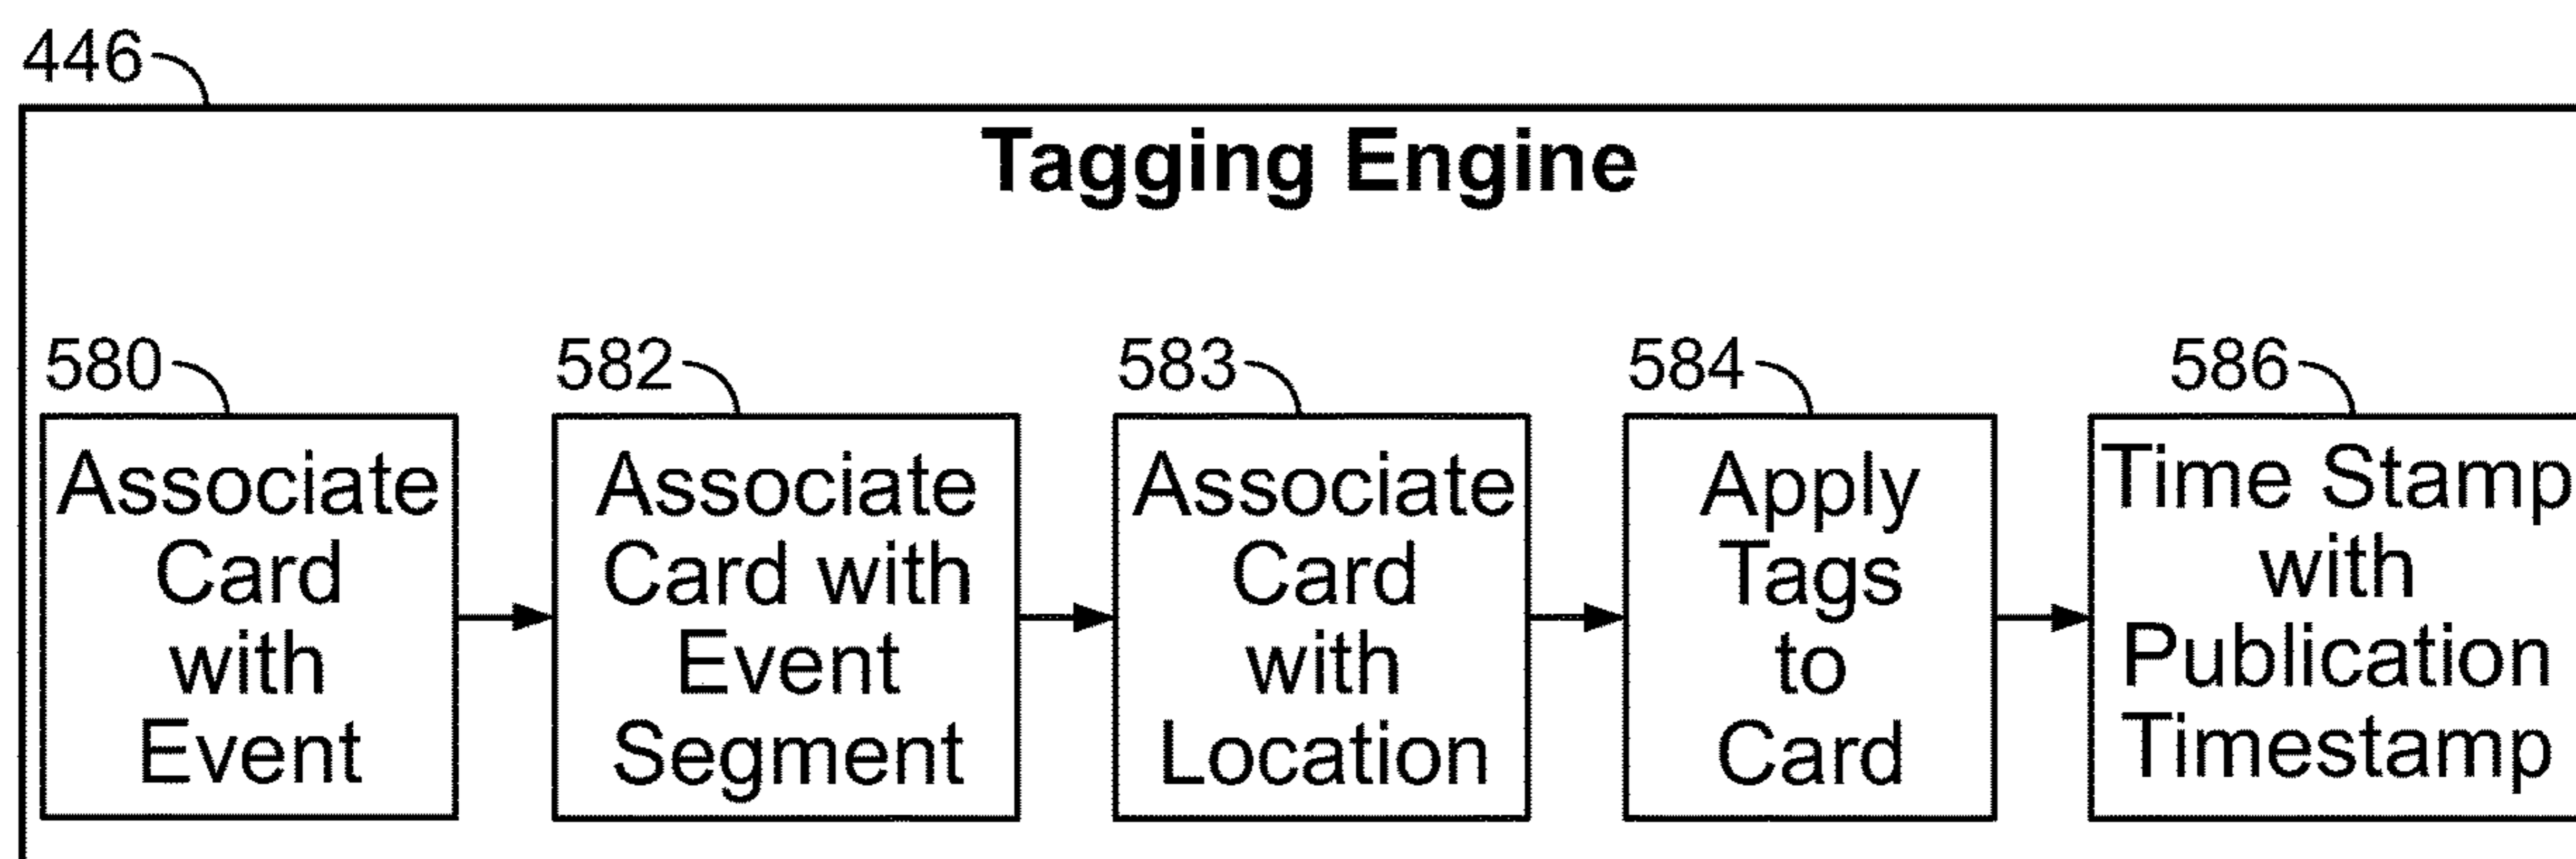 446
Tagging Engine
580
582
583
584
586
Associate
Card
with
Event
Associate
Card with
Event
Segment
Associate
Card
with
Location
Apply
Tags
to
Card
Time Stamp
with
Publication
Timestamp